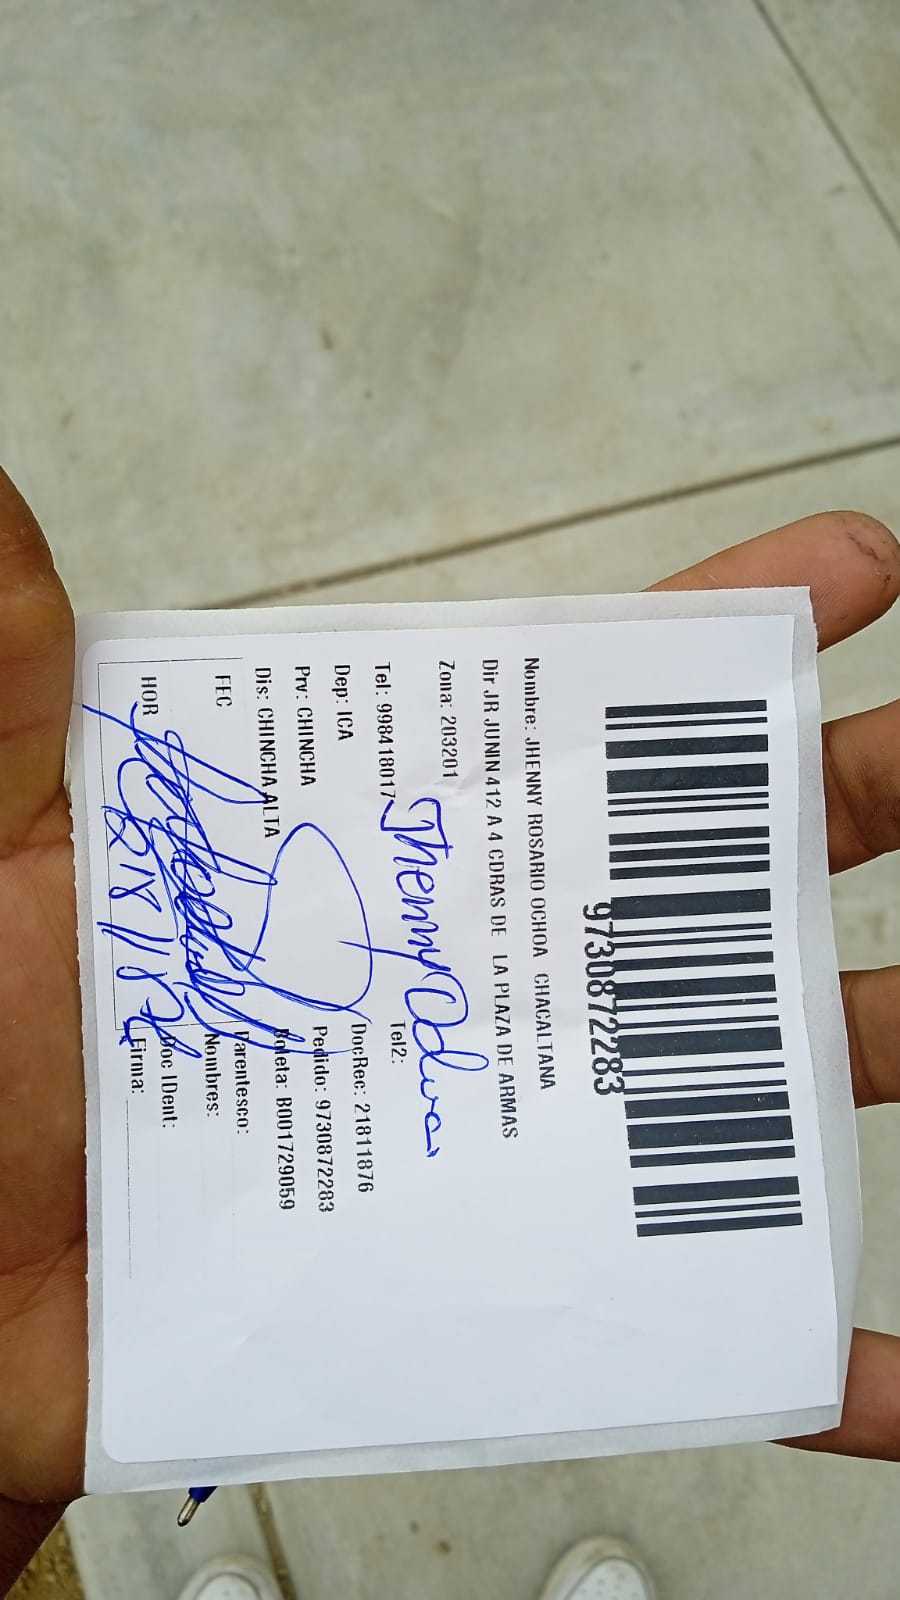 9730872283
Nombre: JHENNY ROSARIO OCHOA CHACALTANA
Dir JR JUNIN 412 A 4 CDRAS DE LA PLAZA DE ARMAS
Zona: 203201
Jhenny Ochoa
Tel: 998418017 Tel2:
Dep: ICA DocRec: 21811876
Prv: CHINCHA Pedido: 9730872283
Dis: CHINCHA ALTA Boleta: B001729059
Parentesco:
FEC Nombres:
Doc IDent:
HOR Firma: